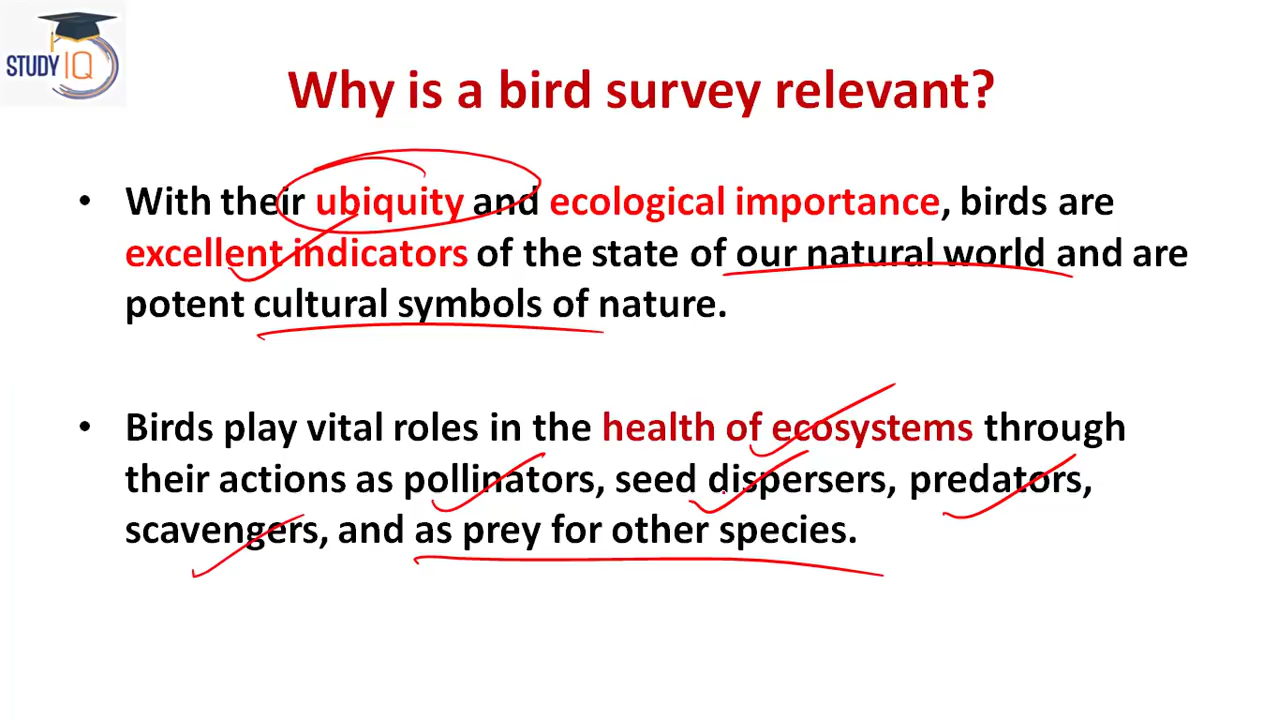 STUDY IQ
Why is a bird survey relevant?
• With their ubiquity and ecological importance, birds are
excellent indicators of the state of our natural world and are
potent cultural symbols of nature.
• Birds play vital roles in the health of ecosystems through
their actions as pollinators, seed dispersers, predators,
scavengers, and as prey for other species.